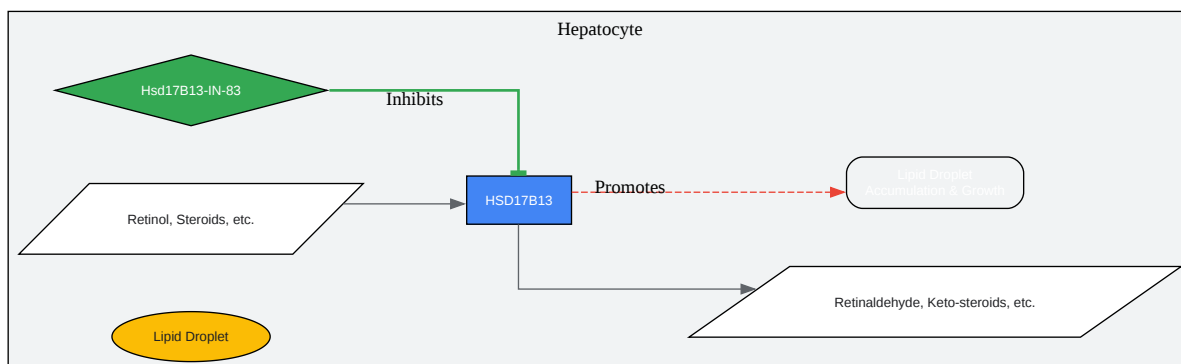 Hepatocyte
Hsd17B13-IN-83
Inhibits
Retinol, Steroids, etc.
HSD17B13
Promotes
Lipid Droplet
Accumulation & Growth
Retinaldehyde, Keto-steroids, etc.
Lipid Droplet